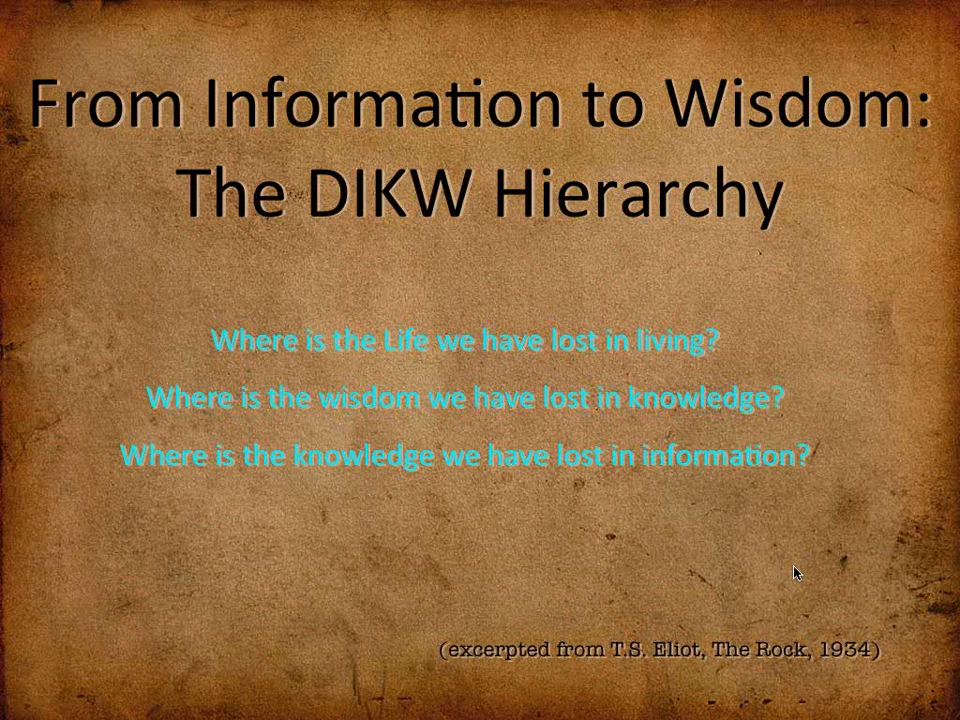 From Information to Wisdom:
The DIKW Hierarchy
Where is the Life we have lost in living?
Where is the wisdom we have lost in knowledge?
Where is the knowledge we have lost in information?
(excerpted from T.S. Eliot, The Rock, 1934)